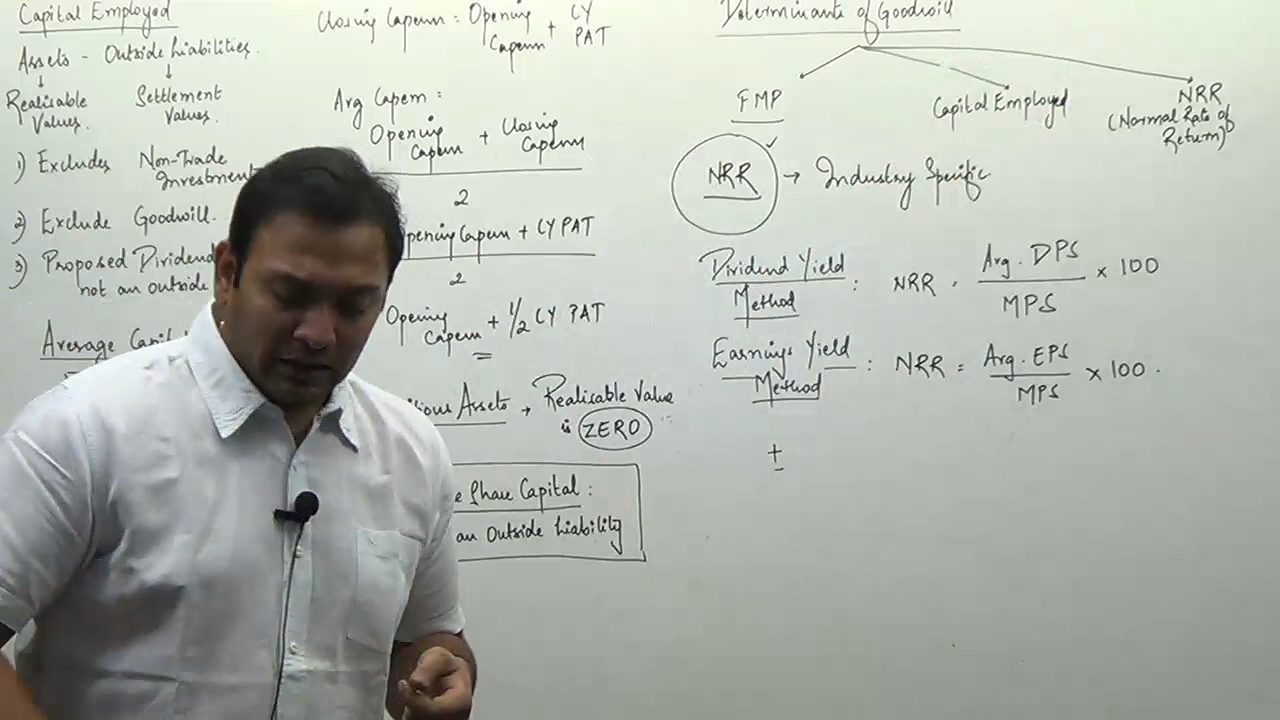 Capital Employed
Assets - Outside Liabilities.
Realisable Values.
Settlement Values.
1) Excludes Non-Trade Investment
2) Exclude Goodwill.
3) Proposed Dividend
not an outside
Average
Closing Capem = Opening Capem + CY PAT
Avg Capem =
Opening Capem + Closing Capem
2
Opening Capem + CY PAT
2
Opening Capem + 1/2 CY PAT
Assets → Realisable Value
is ZERO
Share Capital :
an Outside Liability
Determinants of Goodwill
FMP
Capital Employed
NRR
(Normal Rate of Return)
NRR → Industry Specific
Dividend Yield Method : NRR = Avg. DPS / MPS × 100
Earnings Yield Method : NRR = Avg. EPS / MPS × 100.
+